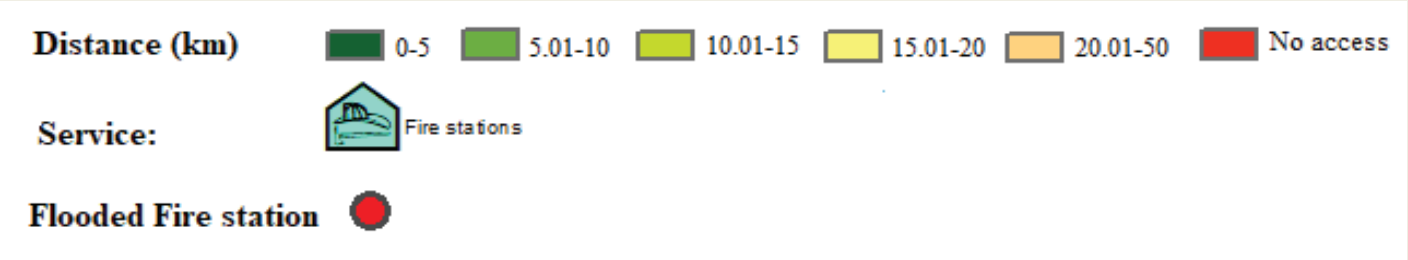 Distance (km) 0-5 5.01-10 10.01-15 15.01-20 20.01-50 No access
Service: Fire stations
Flooded Fire station